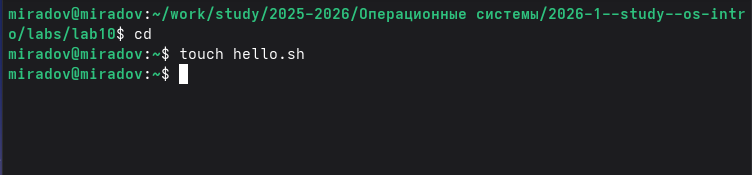 miradov@miradov:~/work/study/2025-2026/Операционные системы/2026-1--study--os-intr
o/labs/lab10$ cd
miradov@miradov:~$ touch hello.sh
miradov@miradov:~$